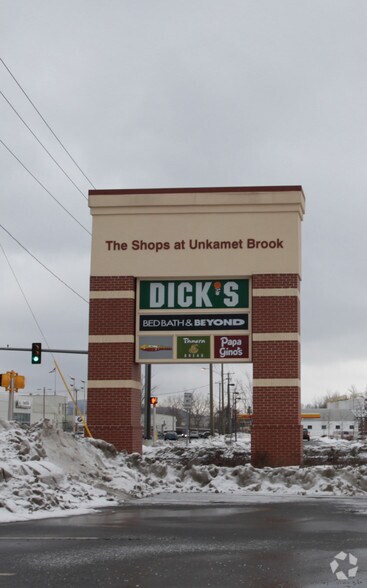 The Shops at Unkamet Brook
DICK'S
BED BATH & BEYOND
Panera
BREAD
Papa
Gino's